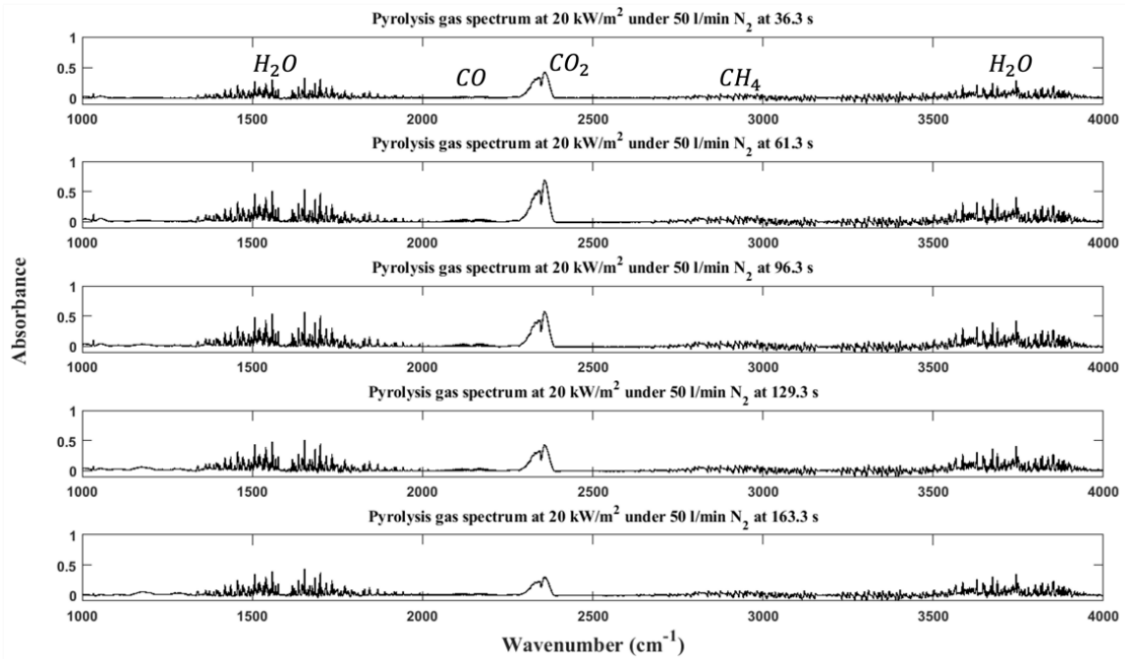 Pyrolysis gas spectrum at 20 kW/m² under 50 l/min N₂ at 36.3 s
1
0.5
0
H₂O
CO
CO₂
CH₄
H₂O
1000 1500 2000 2500 3000 3500 4000
Pyrolysis gas spectrum at 20 kW/m² under 50 l/min N₂ at 61.3 s
1
0.5
0
1000 1500 2000 2500 3000 3500 4000
Pyrolysis gas spectrum at 20 kW/m² under 50 l/min N₂ at 96.3 s
1
0.5
0
1000 1500 2000 2500 3000 3500 4000
Pyrolysis gas spectrum at 20 kW/m² under 50 l/min N₂ at 129.3 s
1
0.5
0
1000 1500 2000 2500 3000 3500 4000
Pyrolysis gas spectrum at 20 kW/m² under 50 l/min N₂ at 163.3 s
1
0.5
0
1000 1500 2000 2500 3000 3500 4000
Absorbance
Wavenumber (cm⁻¹)